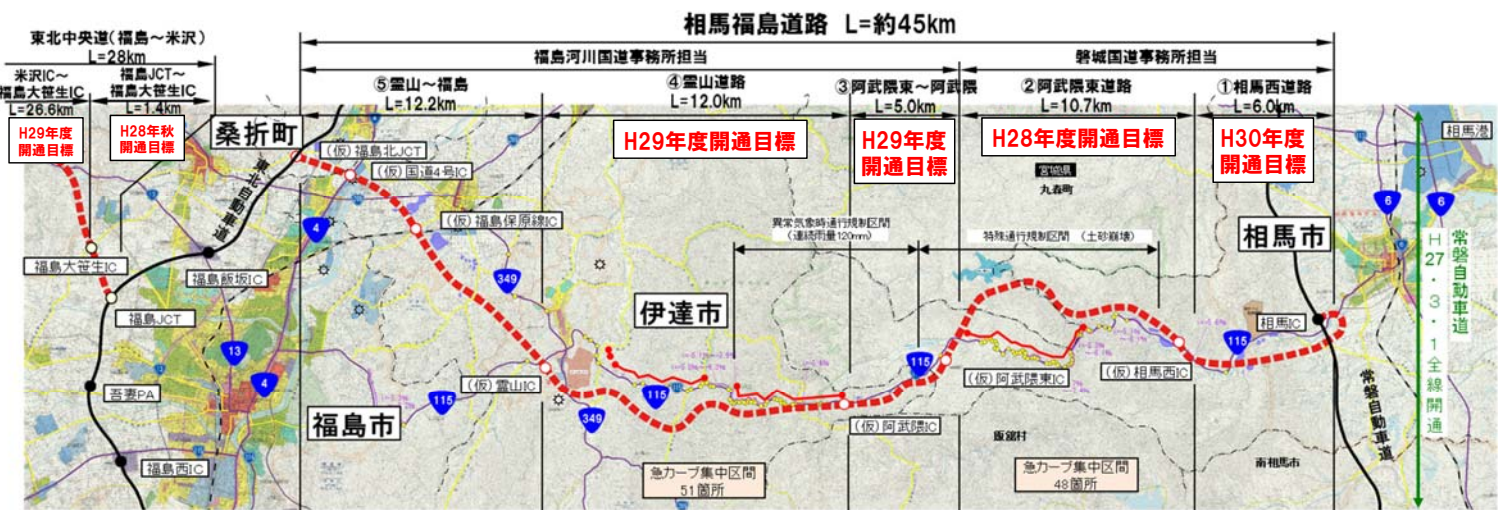 相馬福島道路 L=約45km
東北中央道(福島～米沢)
L=28km
福島河川国道事務所担当
磐城国道事務所担当
米沢IC～
福島大笹生IC
L=26.6km
福島JCT～
福島大笹生IC
L=1.4km
⑤霊山～福島
L=12.2km
④霊山道路
L=12.0km
③阿武隈東～阿武隈
L=5.0km
②阿武隈東道路
L=10.7km
①相馬西道路
L=6.0km
H29年度
開通目標
H28年秋
開通目標
H29年度開通目標
H29年度
開通目標
H28年度開通目標
H30年度
開通目標
桑折町
相馬港
東北自動車道
(仮)福島北JCT
(仮)国道4号IC
(仮)福島保原線IC
宮城県
丸森町
異常気象時通行規制区間
(連続雨量120mm)
特殊通行規制区間 (土砂崩壊)
相馬市
6
6
4
349
福島大笹生IC
福島飯坂IC
福島JCT
伊達市
相馬IC
常磐自動車道
H27・3・1全線開通
13
4
115
115
115
115
349
(仮)霊山IC
(仮)阿武隈東IC
(仮)相馬西IC
(仮)阿武隈IC
吾妻PA
福島市
福島西IC
飯舘村
南相馬市
常磐自動車道
急カーブ集中区間
51箇所
急カーブ集中区間
48箇所